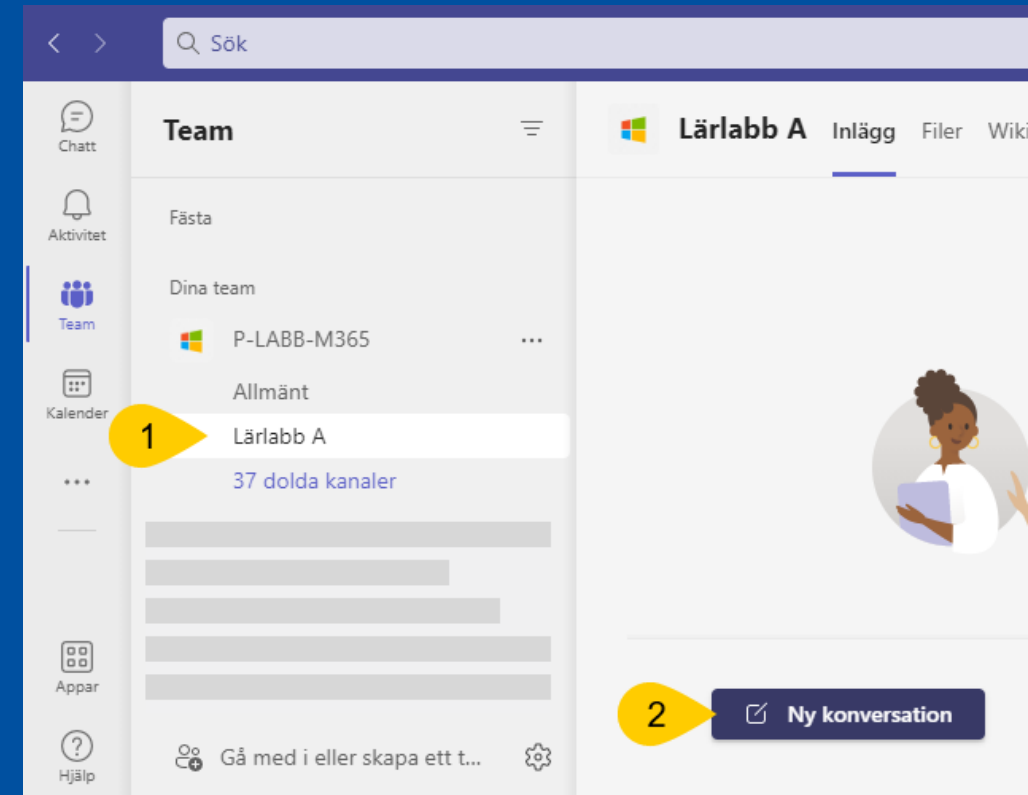 Sök
Chatt
Aktivitet
Team
Kalender
Appar
Hjälp
Team
Fästa
Dina team
P-LABB-M365
Allmänt
1
Lärlabb A
37 dolda kanaler
Gå med i eller skapa ett t...
Lärlabb A Inlägg Filer Wiki
2
Ny konversation